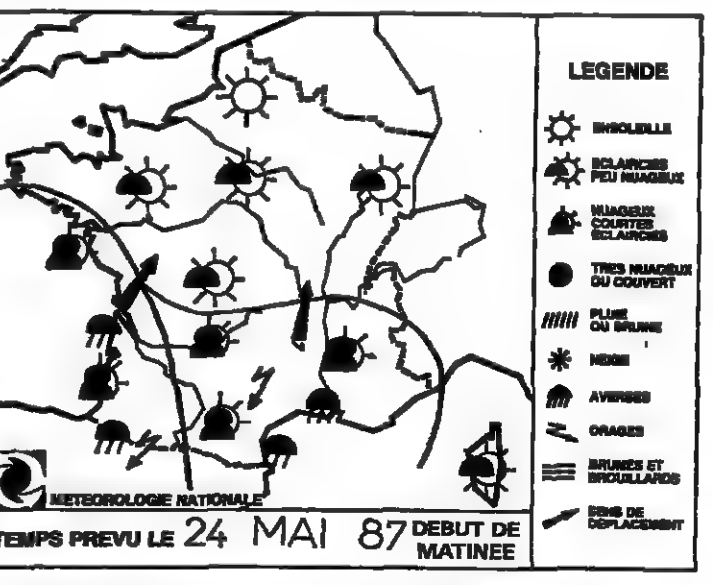 LEGENDE
ENSOLEILLE
ECLAIRCIES
PEU NUAGEUX
NUAGEUX
COURTES
ECLAIRCIES
TRES NUAGEUX
OU COUVERT
PLUIE
OU BRUINE
NEIGE
AVERSES
ORAGES
BRUMES ET
BROUILLARDS
SENS DE
DEPLACEMENT
METEOROLOGIE NATIONALE
TEMPS PREVU LE 24 MAI 87 DEBUT DE
MATINEE